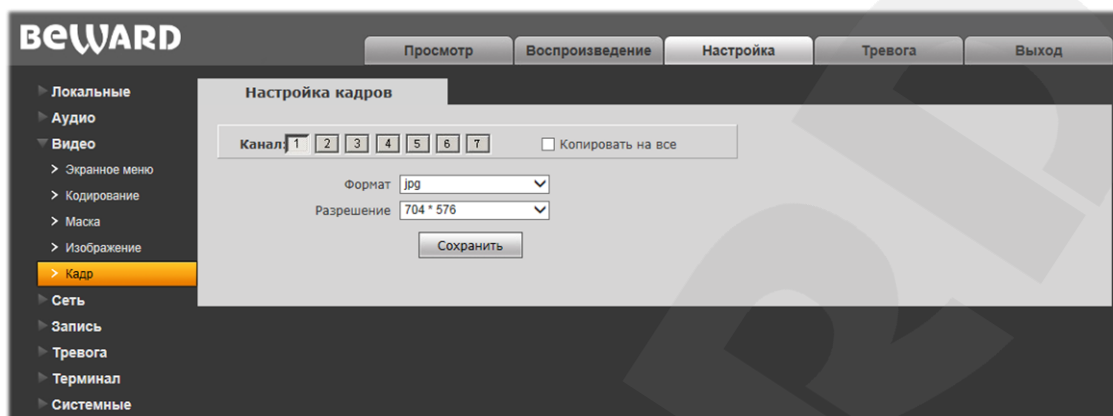 BEWARD
Просмотр Воспроизведение Настройка Тревога Выход
Локальные
Аудио
Видео
Экранное меню
Кодирование
Маска
Изображение
Кадр
Сеть
Запись
Тревога
Терминал
Системные
Настройка кадров
Канал: 1 2 3 4 5 6 7 Копировать на все
Формат jpg
Разрешение 704 * 576
Сохранить